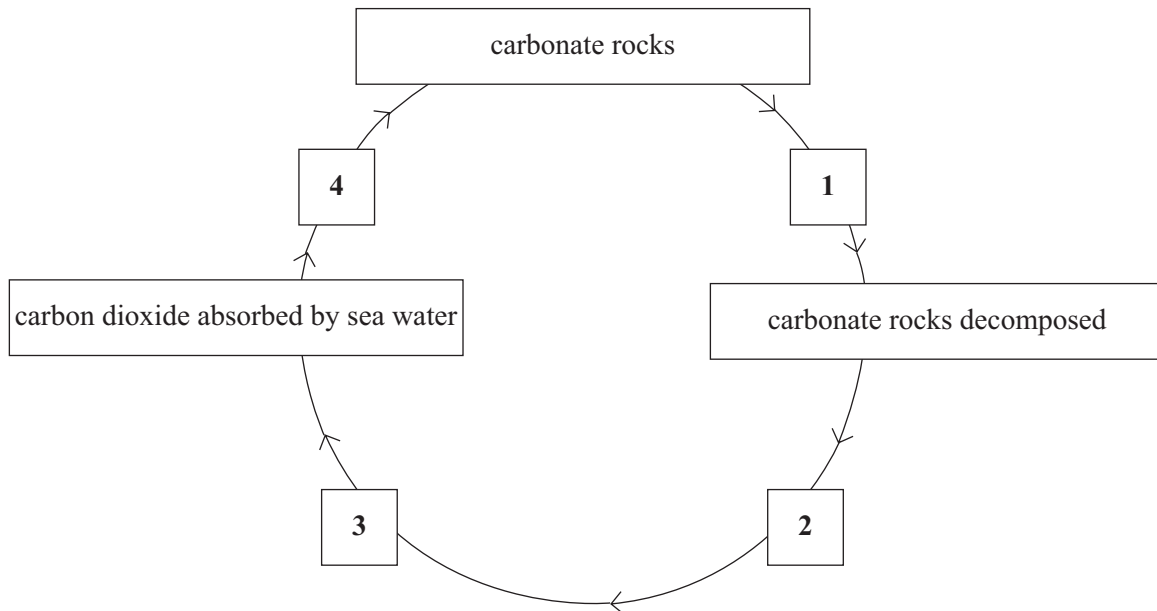 carbonate rocks
4
1
carbon dioxide absorbed by sea water
carbonate rocks decomposed
3
2